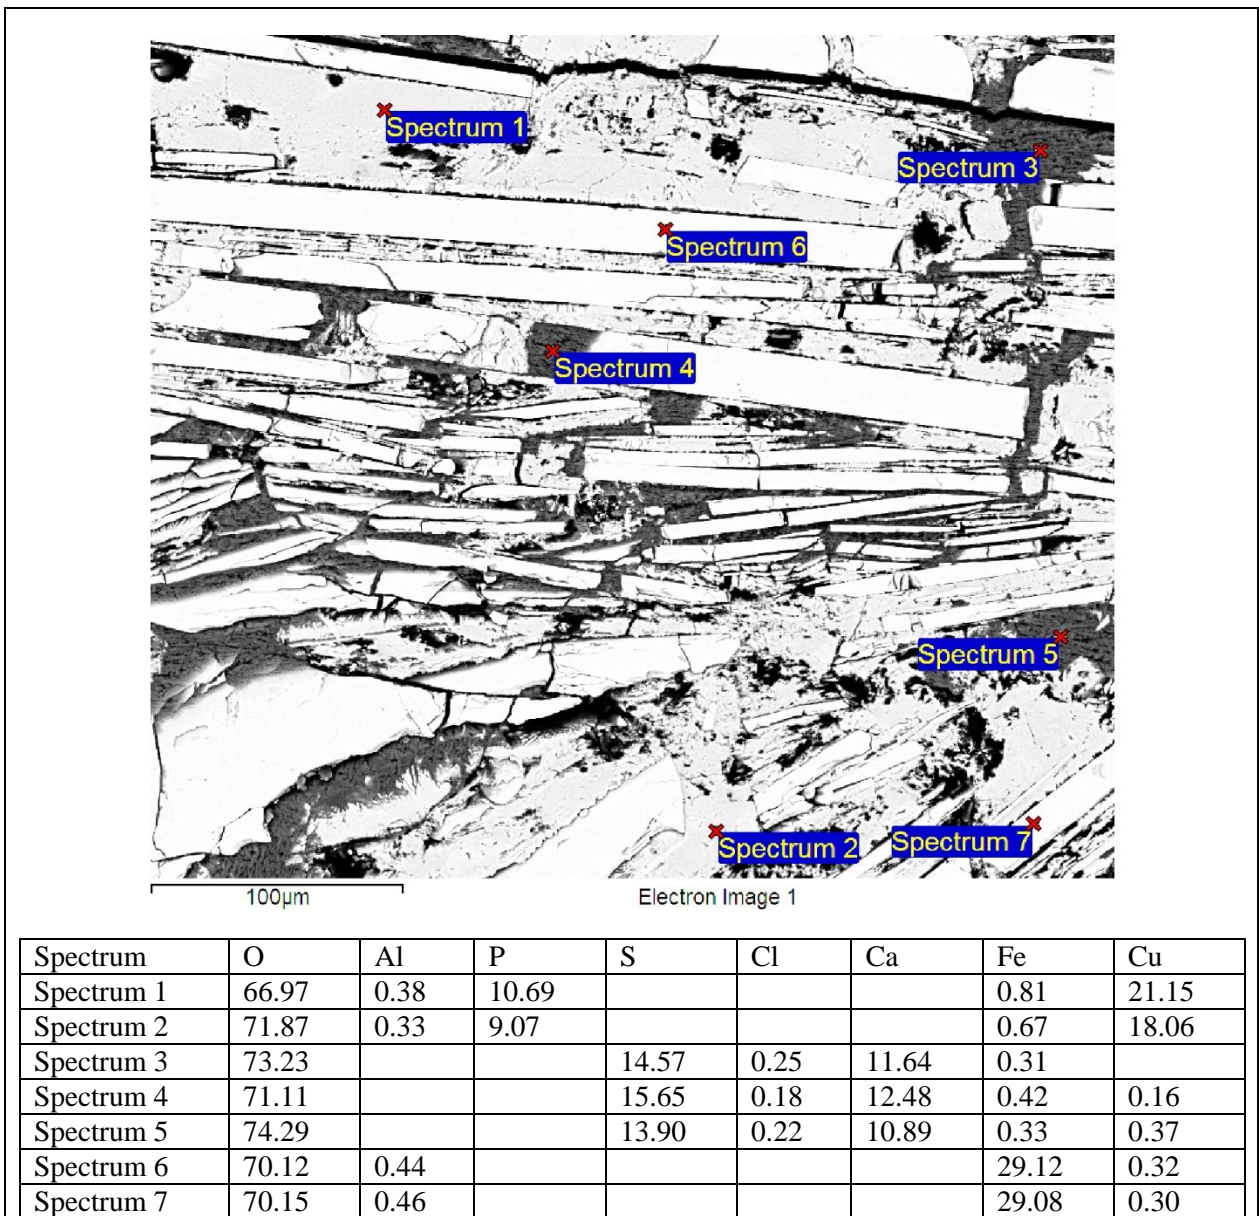 Spectrum 1
Spectrum 3
Spectrum 6
Spectrum 4
Spectrum 5
Spectrum 2 Spectrum 7
100µm Electron Image 1
Spectrum O Al P S Cl Ca Fe Cu
Spectrum 1 66.97 0.38 10.69 0.81 21.15
Spectrum 2 71.87 0.33 9.07 0.67 18.06
Spectrum 3 73.23 14.57 0.25 11.64 0.31
Spectrum 4 71.11 15.65 0.18 12.48 0.42 0.16
Spectrum 5 74.29 13.90 0.22 10.89 0.33 0.37
Spectrum 6 70.12 0.44 29.12 0.32
Spectrum 7 70.15 0.46 29.08 0.30